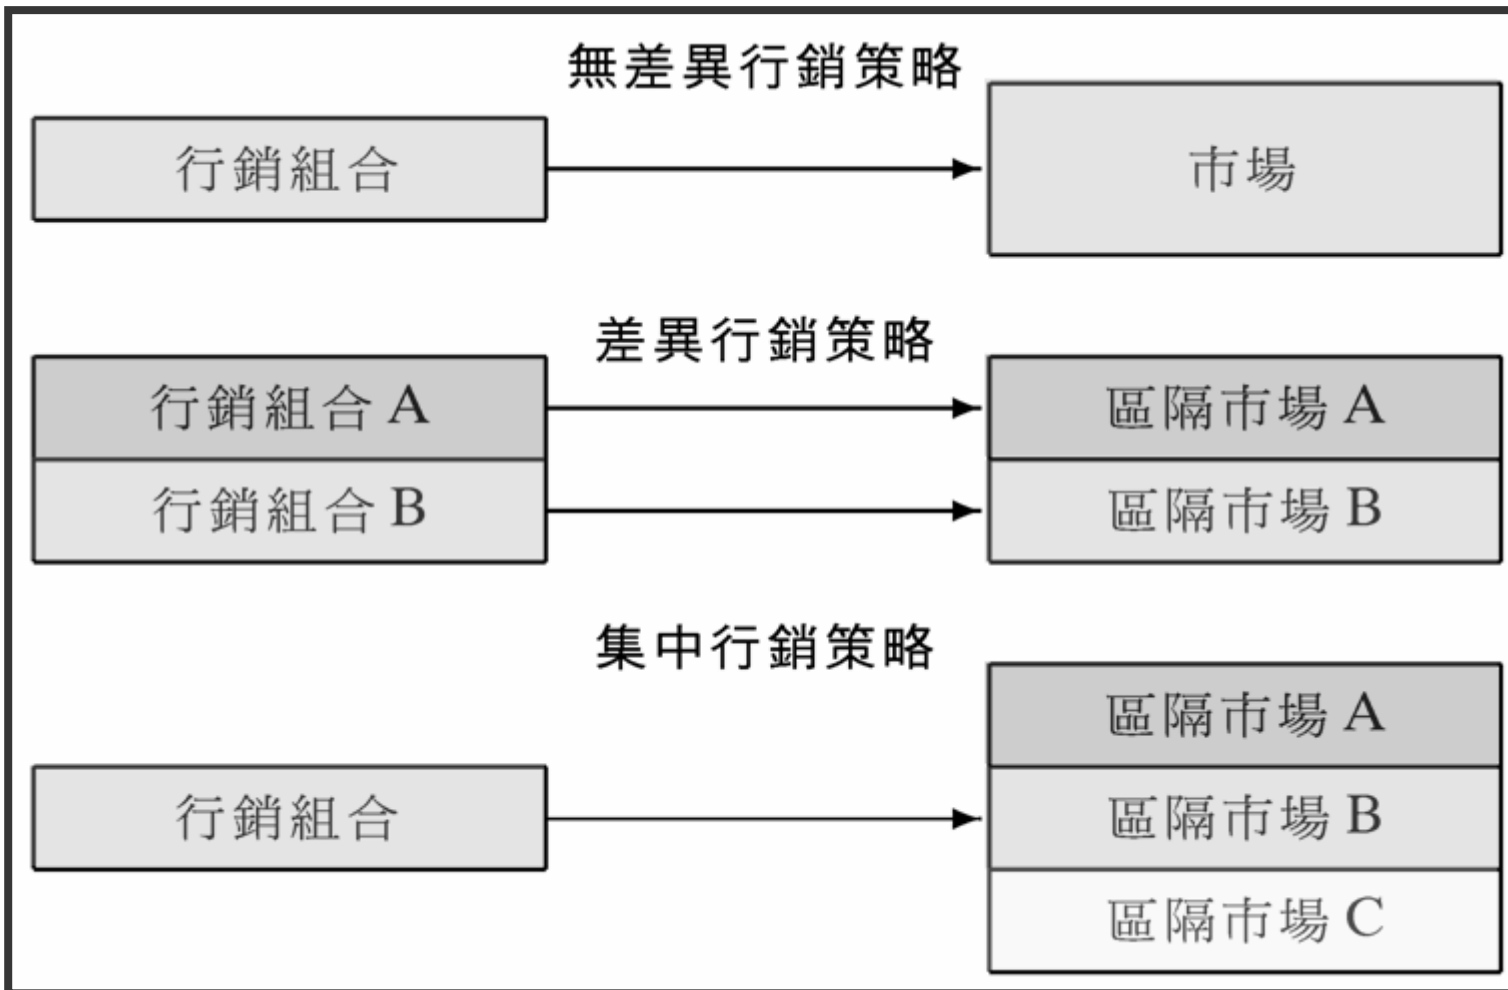 無差異行銷策略
行銷組合
市場
差異行銷策略
行銷組合 A
區隔市場 A
行銷組合 B
區隔市場 B
集中行銷策略
區隔市場 A
行銷組合
區隔市場 B
區隔市場 C